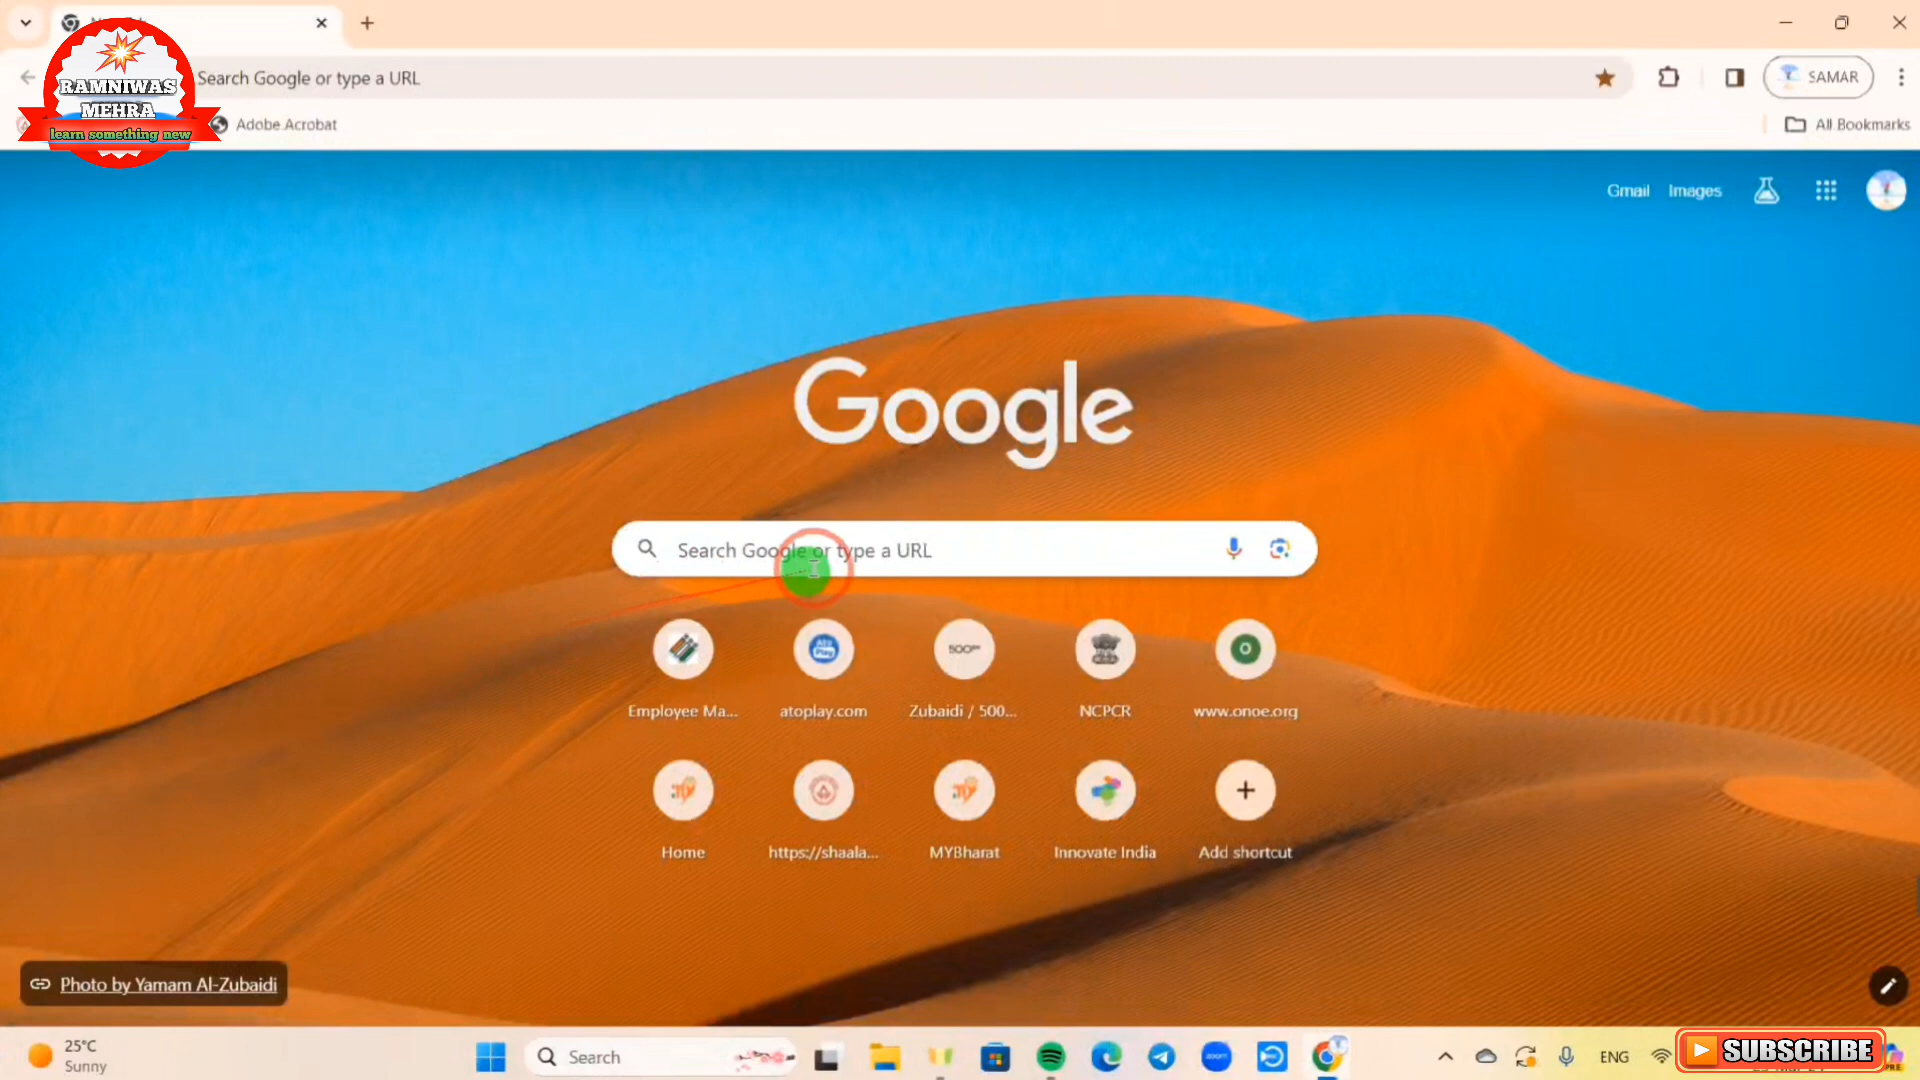 Search Google or type a URL
SAMAR
RAMNIWAS
MEHRA
learn something new
Adobe Acrobat
All Bookmarks
Gmail
Images
Google
Search Google or type a URL
Employee Ma...
atoplay.com
Zubaidi / 500...
NCPCR
www.onoe.org
Home
https://shaala...
MYBharat
Innovate India
Add shortcut
Photo by Yamam Al-Zubaidi
25°C
Sunny
Search
ENG
SUBSCRIBE